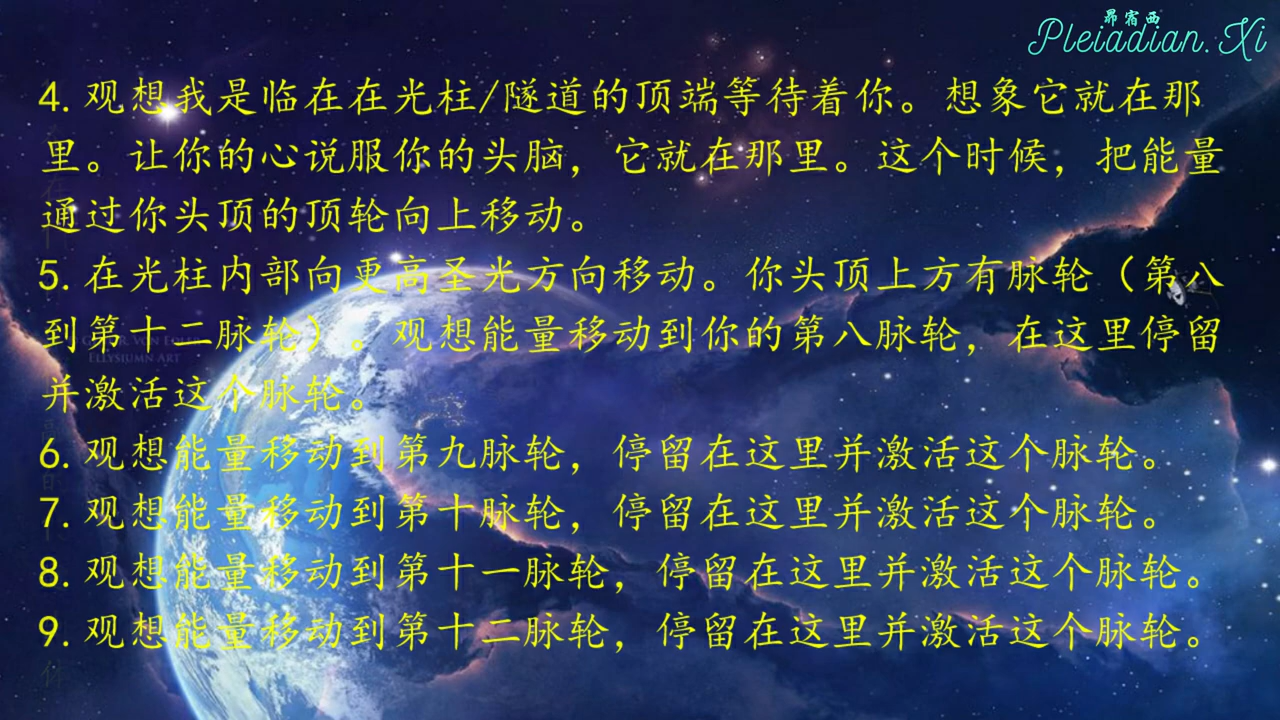 昴宿西
Pleiadian.Xi
4. 观想我是临在在光柱/隧道的顶端等待着你。想象它就在那
里。让你的心说服你的头脑，它就在那里。这个时候，把能量
通过你头顶的顶轮向上移动。
5. 在光柱内部向更高圣光方向移动。你头顶上方有脉轮（第八
到第十二脉轮）。观想能量移动到你的第八脉轮，在这里停留
并激活这个脉轮。
6. 观想能量移动到第九脉轮，停留在这里并激活这个脉轮。
7. 观想能量移动到第十脉轮，停留在这里并激活这个脉轮。
8. 观想能量移动到第十一脉轮，停留在这里并激活这个脉轮。
9. 观想能量移动到第十二脉轮，停留在这里并激活这个脉轮。